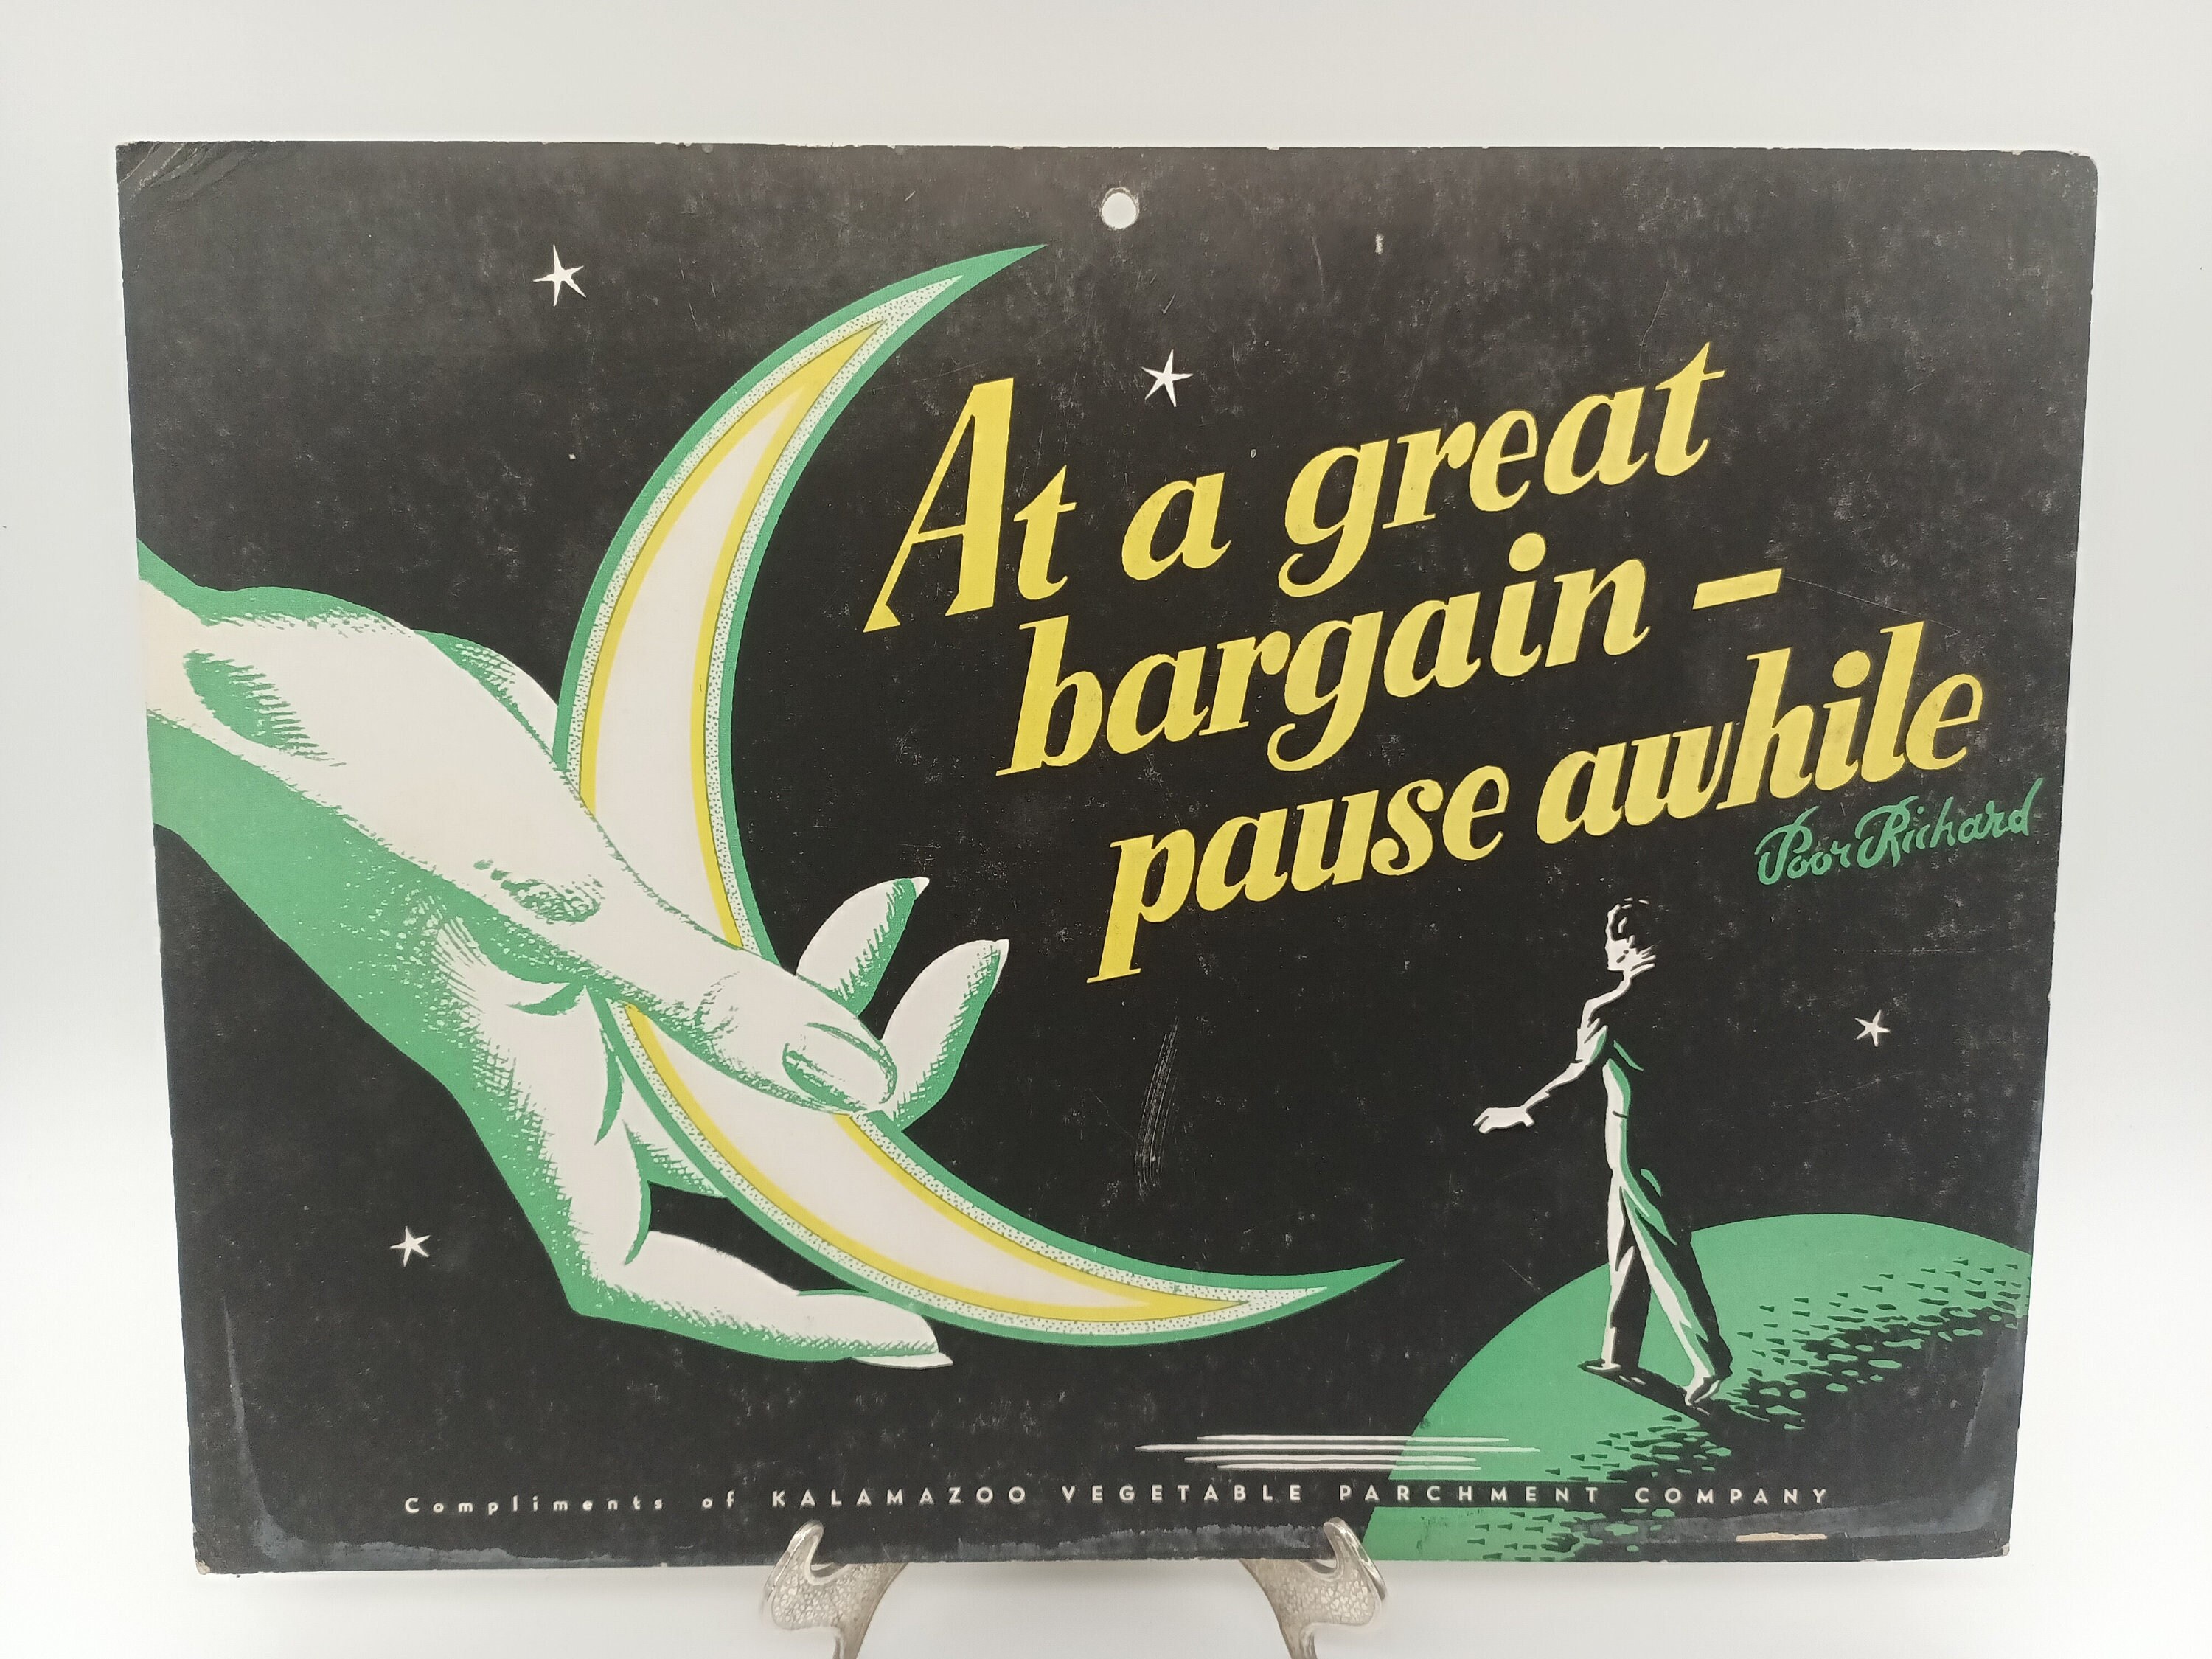 At a great
bargain –
pause awhile
Poor Richard
Compliments of KALAMAZOO VEGETABLE PARCHMENT COMPANY